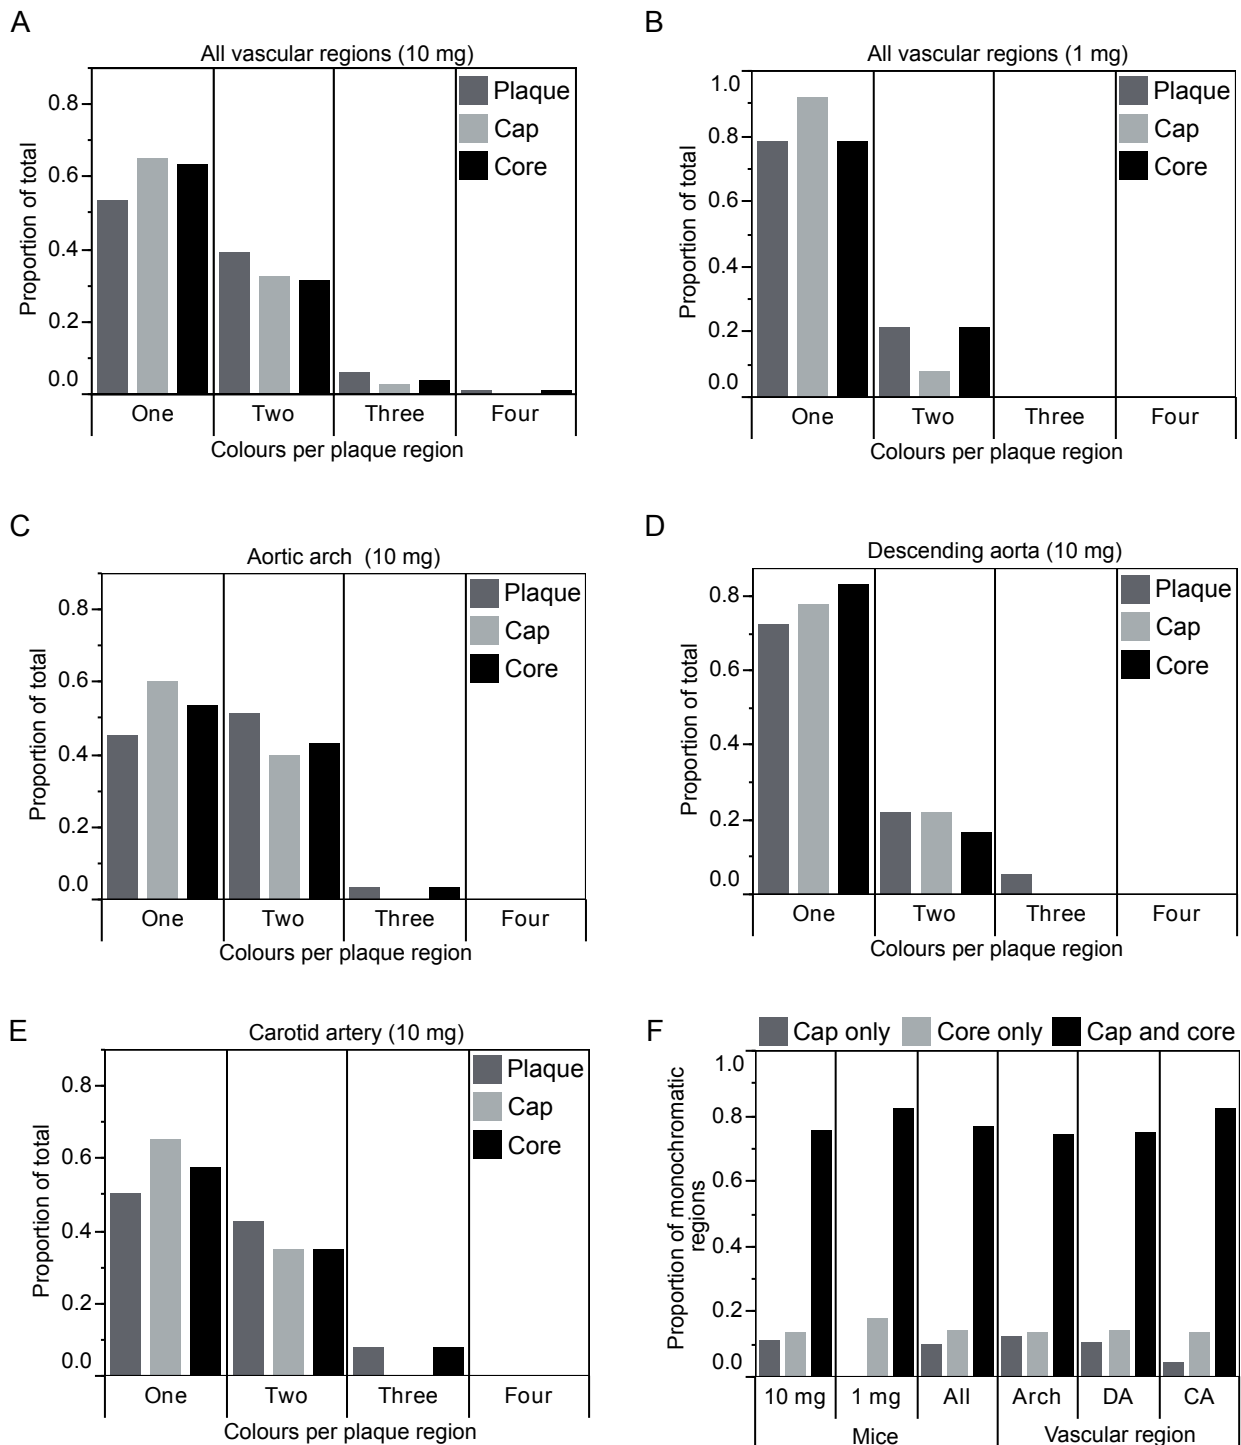 A
All vascular regions (10 mg)
Plaque
Cap
Core
Proportion of total
0.8
0.6
0.4
0.2
0.0
One Two Three Four
Colours per plaque region
B
All vascular regions (1 mg)
Plaque
Cap
Core
Proportion of total
1.0
0.8
0.6
0.4
0.2
0.0
One Two Three Four
Colours per plaque region
C
Aortic arch (10 mg)
Plaque
Cap
Core
Proportion of total
0.8
0.6
0.4
0.2
0.0
One Two Three Four
Colours per plaque region
D
Descending aorta (10 mg)
Plaque
Cap
Core
Proportion of total
0.8
0.6
0.4
0.2
0.0
One Two Three Four
Colours per plaque region
E
Carotid artery (10 mg)
Plaque
Cap
Core
Proportion of total
0.8
0.6
0.4
0.2
0.0
One Two Three Four
Colours per plaque region
F
Cap only Core only Cap and core
Proportion of monochromatic
regions
1.0
0.8
0.6
0.4
0.2
0.0
10 mg 1 mg All Arch DA CA
Mice Vascular region